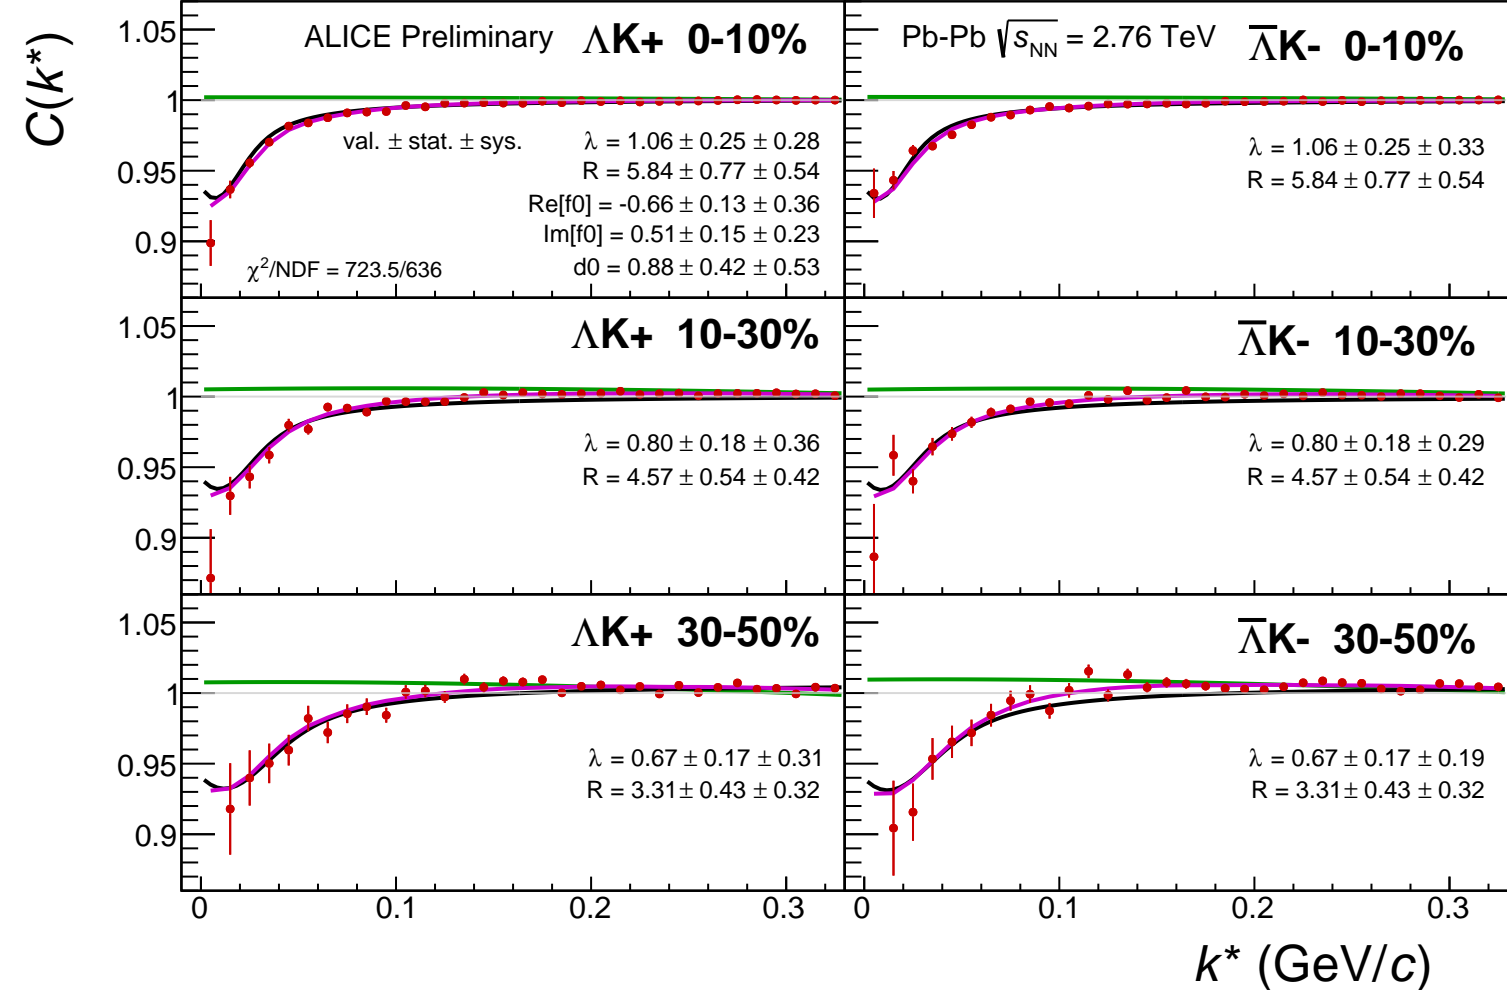 C(k*)
1.05
1
0.95
0.9
ALICE Preliminary ΛK+ 0-10%
val. ± stat. ± sys.
λ = 1.06 ± 0.25 ± 0.28
R = 5.84 ± 0.77 ± 0.54
Re[f0] = -0.66 ± 0.13 ± 0.36
Im[f0] = 0.51 ± 0.15 ± 0.23
d0 = 0.88 ± 0.42 ± 0.53
χ²/NDF = 723.5/636
Pb-Pb √s_NN = 2.76 TeV Λ̅K- 0-10%
λ = 1.06 ± 0.25 ± 0.33
R = 5.84 ± 0.77 ± 0.54
1.05
1
0.95
0.9
ΛK+ 10-30%
λ = 0.80 ± 0.18 ± 0.36
R = 4.57 ± 0.54 ± 0.42
Λ̅K- 10-30%
λ = 0.80 ± 0.18 ± 0.29
R = 4.57 ± 0.54 ± 0.42
1.05
1
0.95
0.9
ΛK+ 30-50%
λ = 0.67 ± 0.17 ± 0.31
R = 3.31 ± 0.43 ± 0.32
Λ̅K- 30-50%
λ = 0.67 ± 0.17 ± 0.19
R = 3.31 ± 0.43 ± 0.32
0 0.1 0.2 0.3
0 0.1 0.2 0.3
k* (GeV/c)